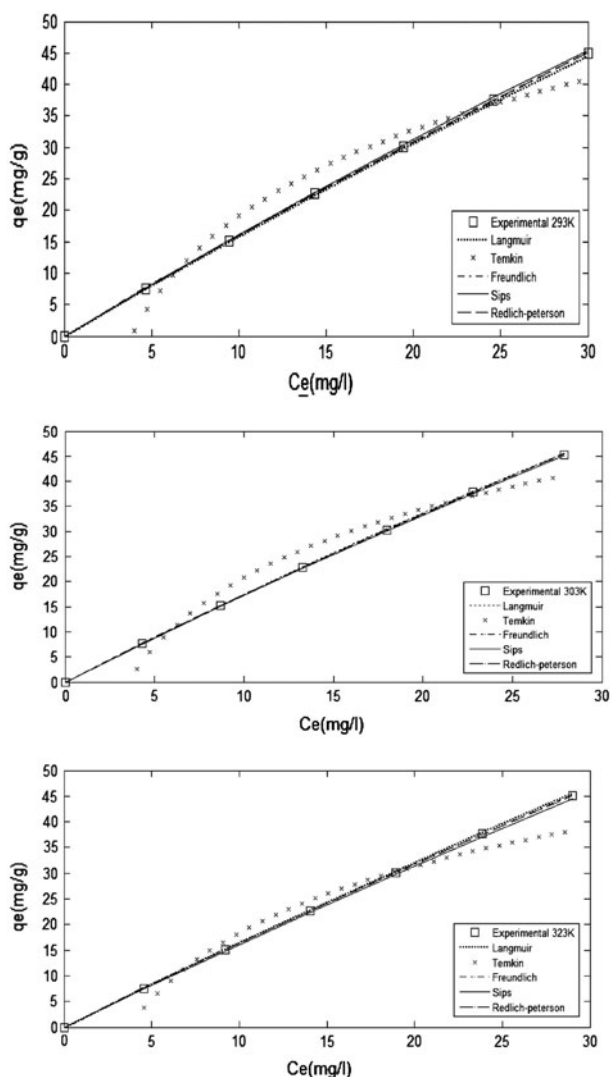 50
45
40
35
30
25
20
15
10
5
0
qe(mg/g)
Experimental 293K
Langmuir
Temkin
Freundlich
Sips
Redlich-peterson
0 5 10 15 20 25 30
Ce(mg/l)
50
45
40
35
30
25
20
15
10
5
0
qe(mg/g)
Experimental 303K
Langmuir
Temkin
Freundlich
Sips
Redlich-peterson
0 5 10 15 20 25 30
Ce(mg/l)
50
45
40
35
30
25
20
15
10
5
0
qe(mg/g)
Experimental 323K
Langmuir
Temkin
Freundlich
Sips
Redlich-peterson
0 5 10 15 20 25 30
Ce(mg/l)